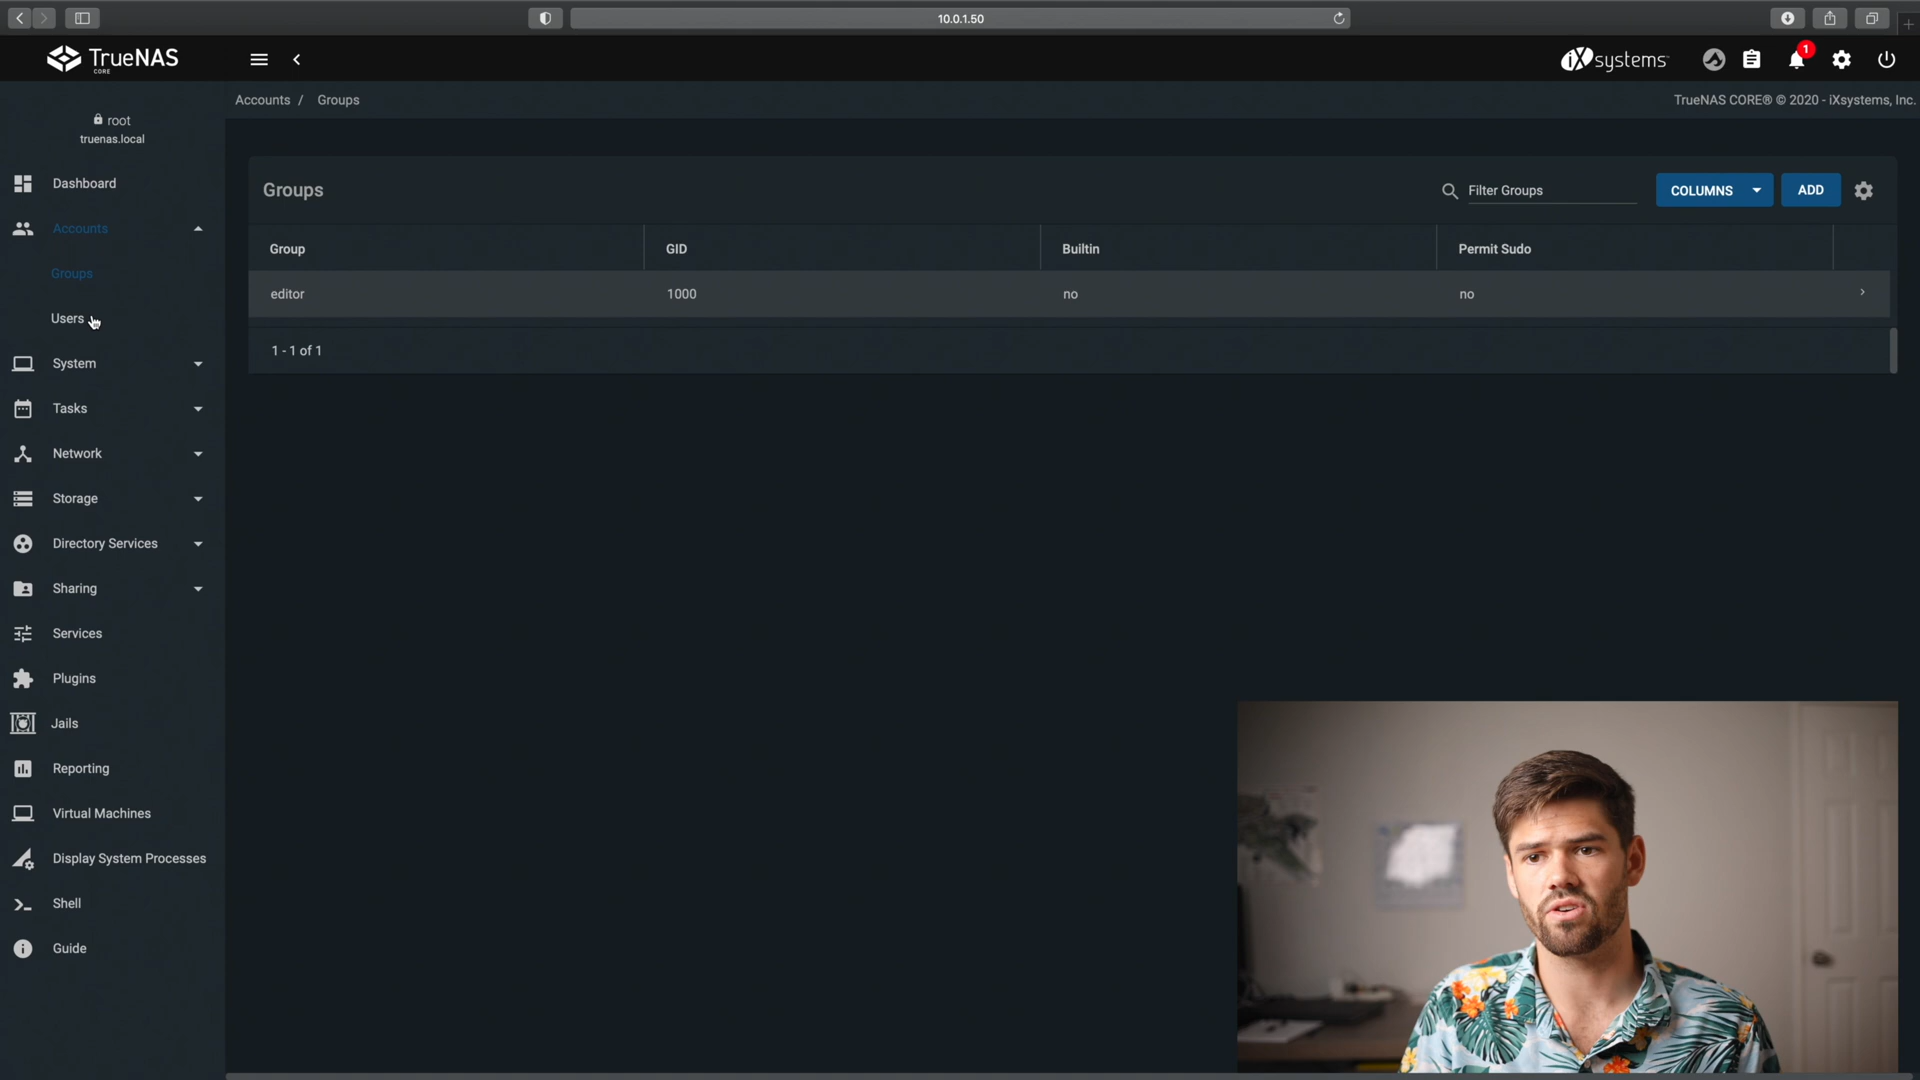 10.0.1.50
TrueNAS
CORE
iXsystems
1
Accounts / Groups
TrueNAS CORE® © 2020 - iXsystems, Inc.
root
truenas.local
Dashboard
Accounts
Groups
Users
System
Tasks
Network
Storage
Directory Services
Sharing
Services
Plugins
Jails
Reporting
Virtual Machines
Display System Processes
Shell
Guide
Groups
Filter Groups
COLUMNS
ADD
Group GID Builtin Permit Sudo
editor 1000 no no
1 - 1 of 1